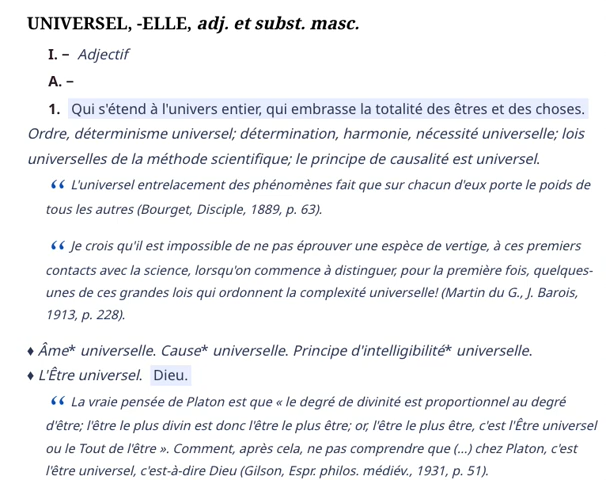 UNIVERSEL, -ELLE, adj. et subst. masc.
I. – Adjectif
A. –
1. Qui s'étend à l'univers entier, qui embrasse la totalité des êtres et des choses.
Ordre, déterminisme universel; détermination, harmonie, nécessité universelle; lois
universelles de la méthode scientifique; le principe de causalité est universel.
“ L'universel entrelacement des phénomènes fait que sur chacun d'eux porte le poids de
tous les autres (Bourget, Disciple, 1889, p. 63).
“ Je crois qu'il est impossible de ne pas éprouver une espèce de vertige, à ces premiers
contacts avec la science, lorsqu'on commence à distinguer, pour la première fois, quelques-
unes de ces grandes lois qui ordonnent la complexité universelle! (Martin du G., J. Barois,
1913, p. 228).
♦ Âme* universelle. Cause* universelle. Principe d'intelligibilité* universelle.
♦ L'Être universel. Dieu.
“ La vraie pensée de Platon est que « le degré de divinité est proportionnel au degré
d'être; l'être le plus divin est donc l'être le plus être; or, l'être le plus être, c'est l'Être universel
ou le Tout de l'être ». Comment, après cela, ne pas comprendre que (...) chez Platon, c'est
l'être universel, c'est-à-dire Dieu (Gilson, Espr. philos. médiév., 1931, p. 51).